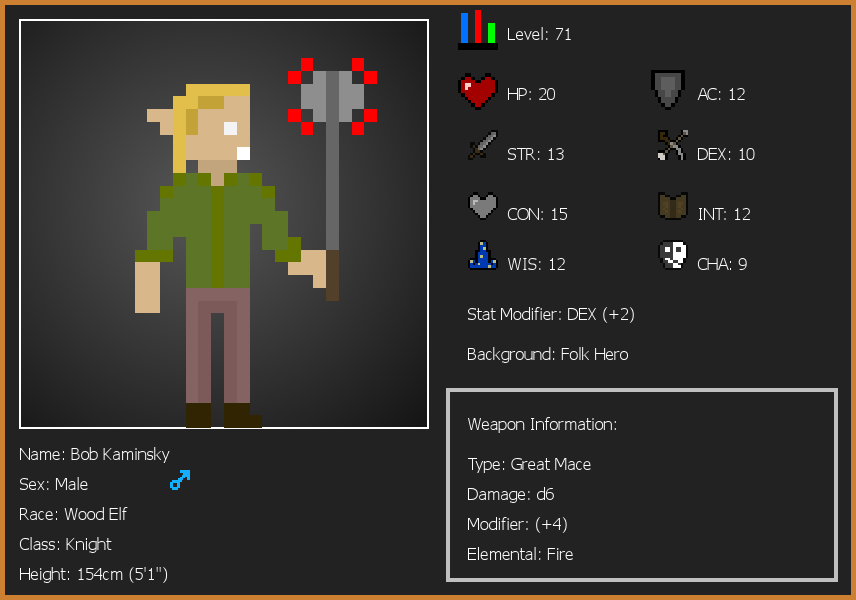 Level: 71
HP: 20
AC: 12
STR: 13
DEX: 10
CON: 15
INT: 12
WIS: 12
CHA: 9
Stat Modifier: DEX (+2)
Background: Folk Hero
Weapon Information:
Type: Great Mace
Damage: d6
Modifier: (+4)
Elemental: Fire
Name: Bob Kaminsky
Sex: Male
Race: Wood Elf
Class: Knight
Height: 154cm (5'1")